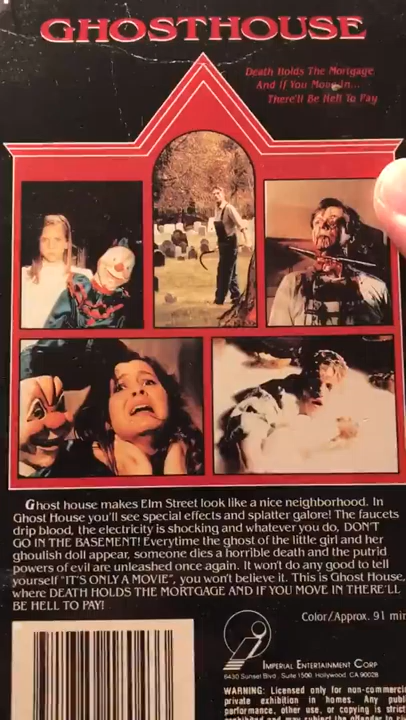 GHOSTHOUSE
Death Holds The Mortgage
And If You Move In...
There'll Be Hell To Pay
Ghost house makes Elm Street look like a nice neighborhood. In
Ghost House you'll see special effects and splatter galore! The faucets
drip blood, the electricity is shocking and whatever you do, DON'T
GO IN THE BASEMENT! Everytime the ghost of the little girl and her
ghoulish doll appear, someone dies a horrible death and the putrid
powers of evil are unleashed once again. It won't do any good to tell
yourself "IT'S ONLY A MOVIE", you won't believe it. This is Ghost House,
where DEATH HOLDS THE MORTGAGE AND IF YOU MOVE IN THERE'LL
BE HELL TO PAY!
Color/Approx. 91 min
IMPERIAL ENTERTAINMENT CORP
6430 Sunset Blvd., Suite 1500, Hollywood, CA 90028
WARNING: Licensed only for non-commerci
private exhibition in homes. Any publ
performance, other use, or copying is strict